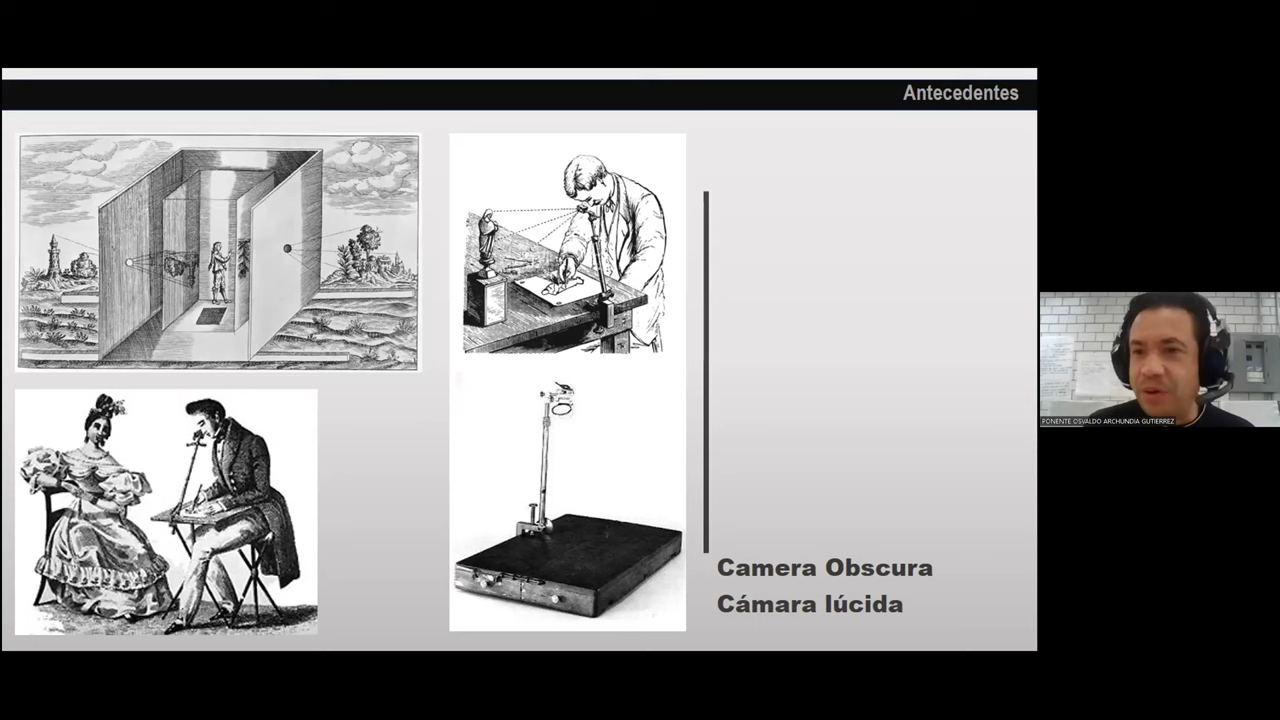 Antecedentes
Camera Obscura
Cámara lúcida
PONENTE OSVALDO ARCHUNDIA GUTIERREZ